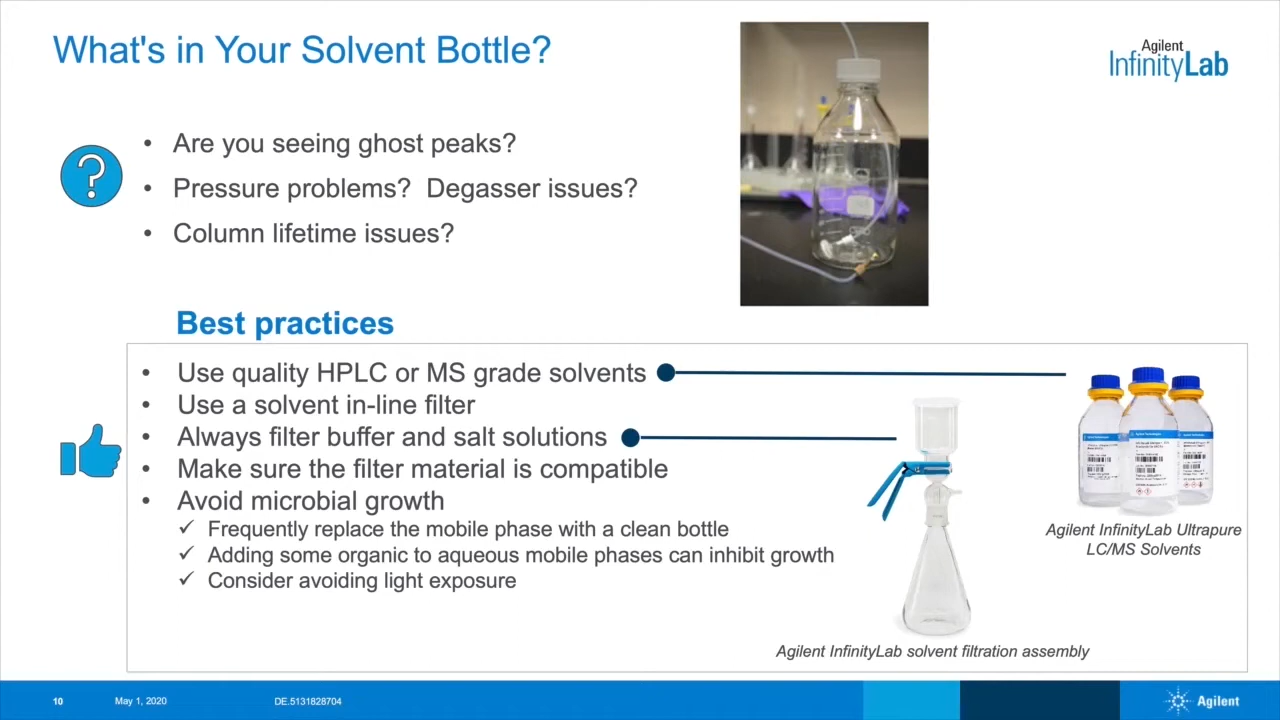 What's in Your Solvent Bottle?
Agilent
InfinityLab
• Are you seeing ghost peaks?
• Pressure problems? Degasser issues?
• Column lifetime issues?
Best practices
• Use quality HPLC or MS grade solvents
• Use a solvent in-line filter
• Always filter buffer and salt solutions
• Make sure the filter material is compatible
• Avoid microbial growth
✓ Frequently replace the mobile phase with a clean bottle
✓ Adding some organic to aqueous mobile phases can inhibit growth
✓ Consider avoiding light exposure
Agilent InfinityLab Ultrapure
LC/MS Solvents
Agilent InfinityLab solvent filtration assembly
10 May 1, 2020 DE.5131828704
Agilent